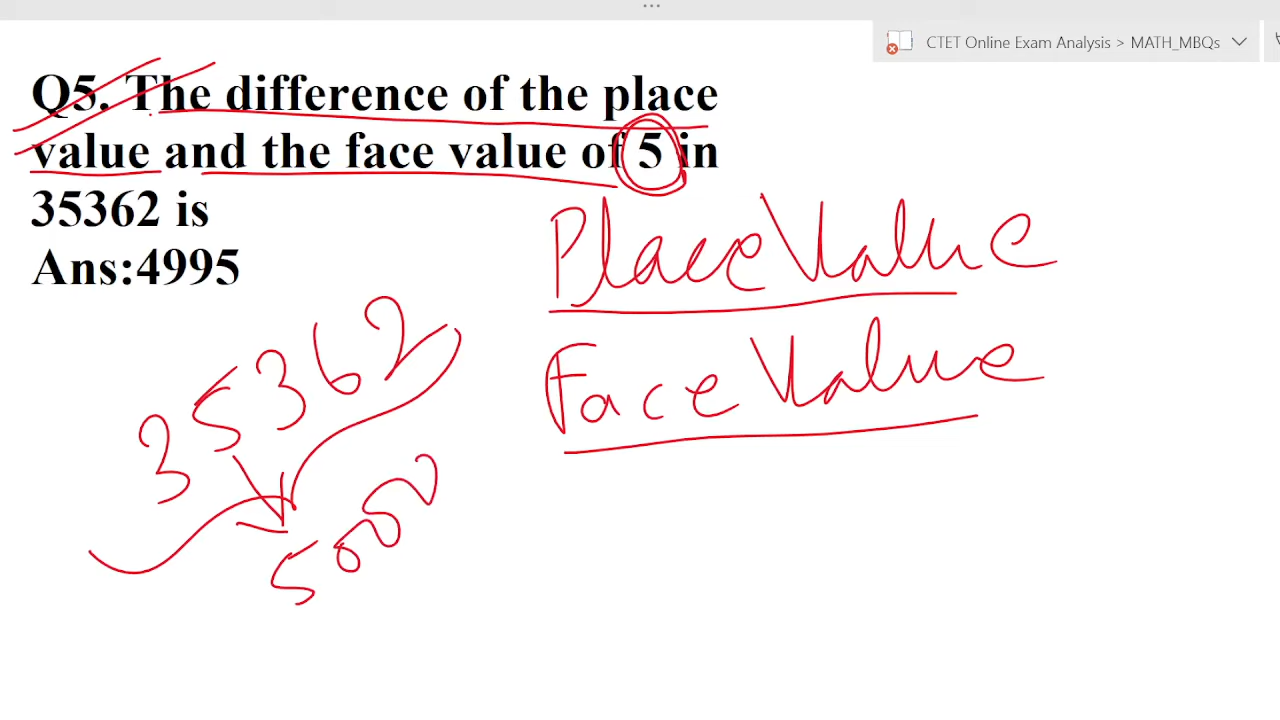 CTET Online Exam Analysis > MATH_MBQs
Q5. The difference of the place
value and the face value of 5 in
35362 is
Ans:4995
Place Value
Face Value
35362
5000